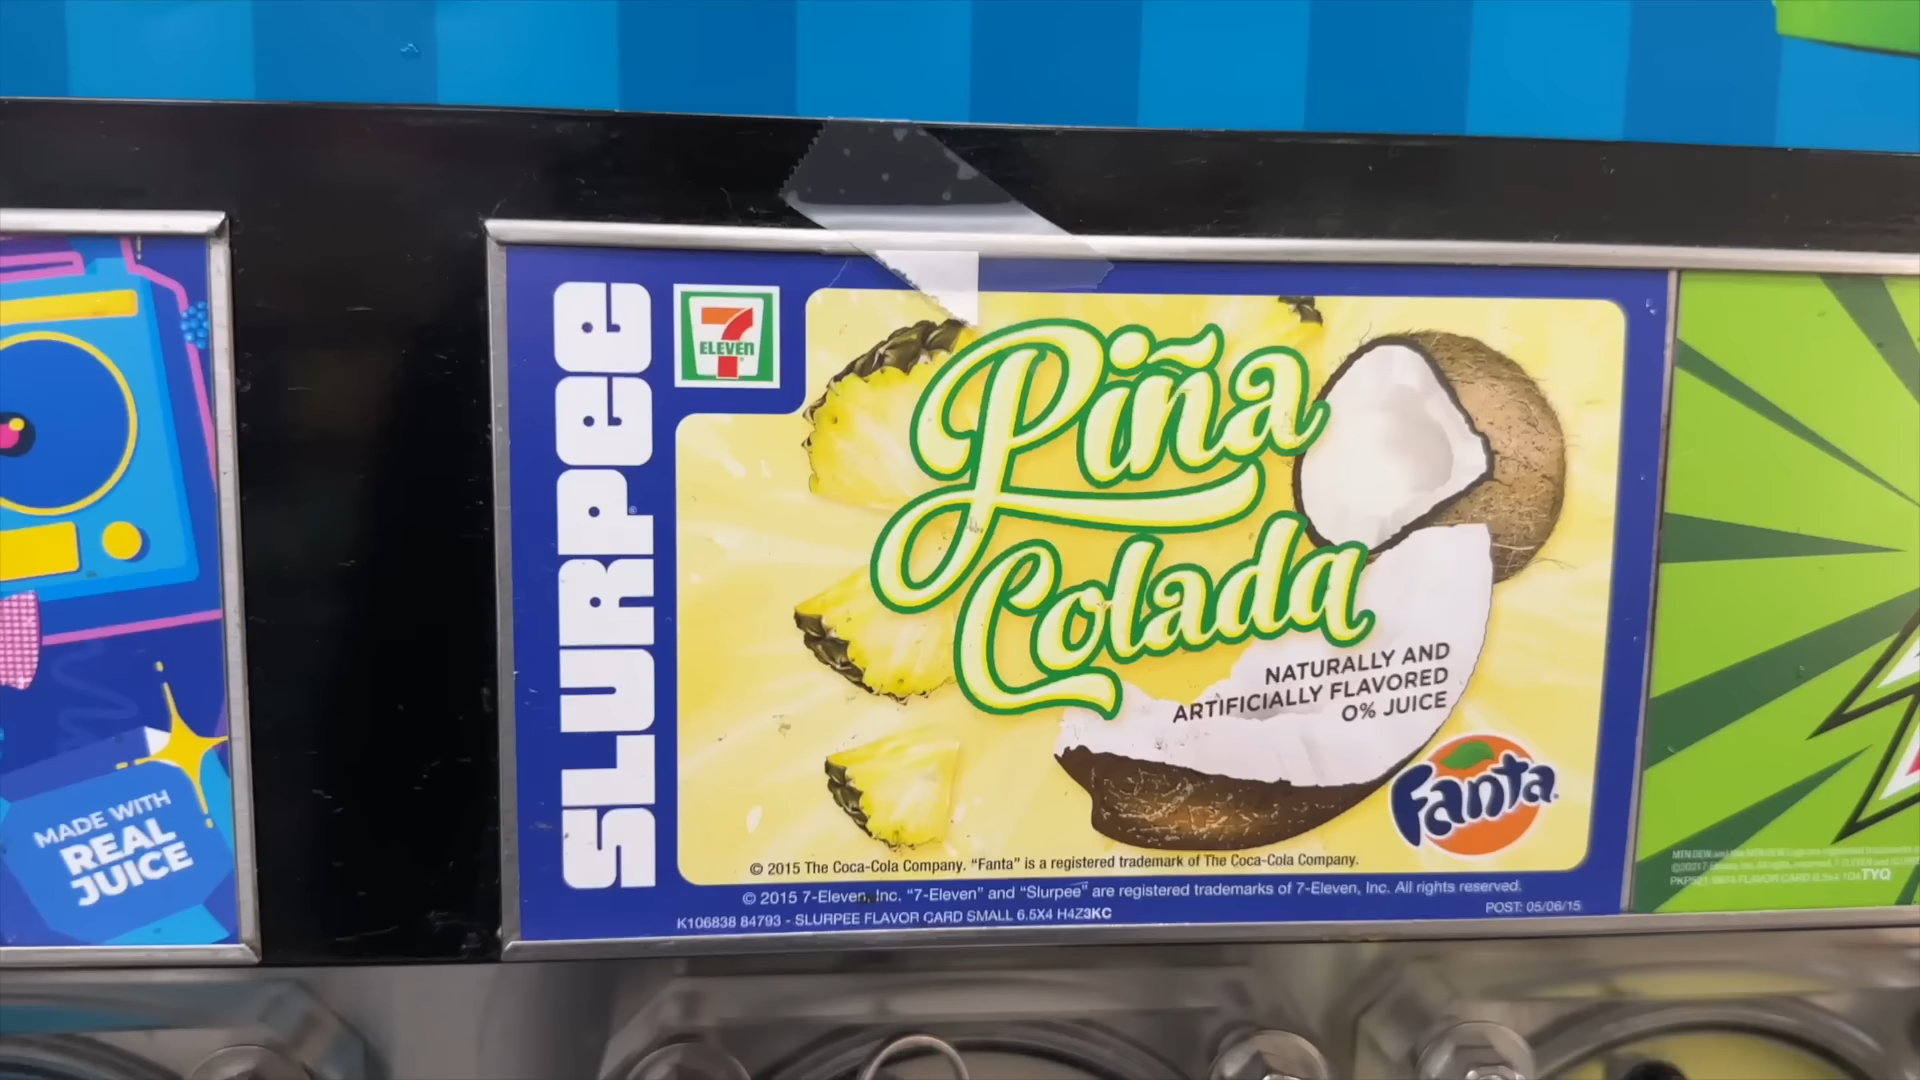 SLURPEE
7
ELEVEN
Piña
Colada
NATURALLY AND
ARTIFICIALLY FLAVORED
0% JUICE
Fanta
© 2015 The Coca-Cola Company. “Fanta” is a registered trademark of The Coca-Cola Company.
© 2015 7-Eleven, Inc. “7-Eleven” and “Slurpee” are registered trademarks of 7-Eleven, Inc. All rights reserved.
K106838 84793 - SLURPEE FLAVOR CARD SMALL 6.5X4 H4Z3KC
POST: 05/06/15
MADE WITH
REAL
JUICE
TYQ